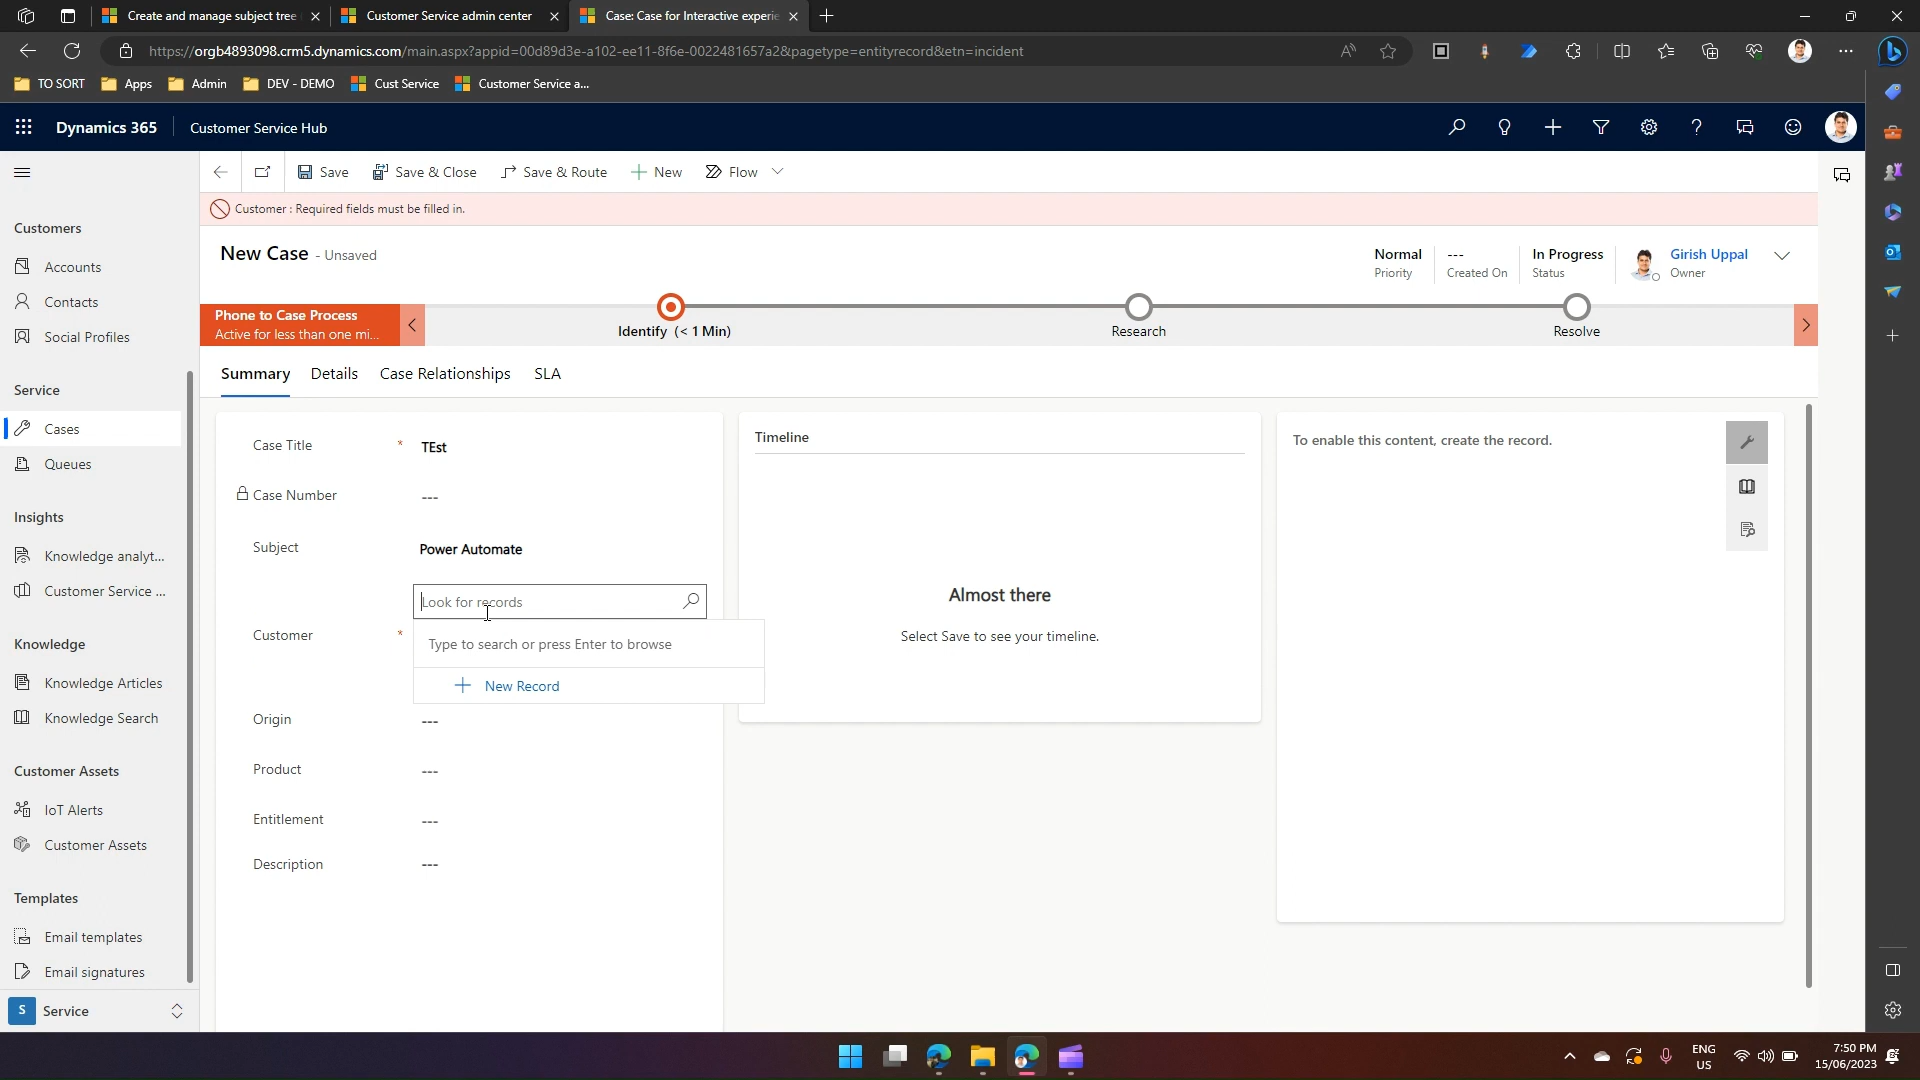 Create and manage subject tree
Customer Service admin center
Case: Case for Interactive experie
https://orgb4893098.crm5.dynamics.com/main.aspx?appid=00d89d3e-a102-ee11-8f6e-0022481657a2&pagetype=entityrecord&etn=incident
TO SORT
Apps
Admin
DEV - DEMO
Cust Service
Customer Service a...
Dynamics 365
Customer Service Hub
Save
Save & Close
Save & Route
New
Flow
Customer : Required fields must be filled in.
New Case - Unsaved
Normal
Priority
---
Created On
In Progress
Status
Girish Uppal
Owner
Phone to Case Process
Active for less than one mi...
Identify (< 1 Min)
Research
Resolve
Summary
Details
Case Relationships
SLA
Customers
Accounts
Contacts
Social Profiles
Service
Cases
Queues
Insights
Knowledge analyt...
Customer Service ...
Knowledge
Knowledge Articles
Knowledge Search
Customer Assets
IoT Alerts
Customer Assets
Templates
Email templates
Email signatures
S
Service
Case Title * TEst
Case Number ---
Subject Power Automate
Look for records
Customer *
Type to search or press Enter to browse
New Record
Origin ---
Product ---
Entitlement ---
Description ---
Timeline
Almost there
Select Save to see your timeline.
To enable this content, create the record.
ENG
US
7:50 PM
15/06/2023